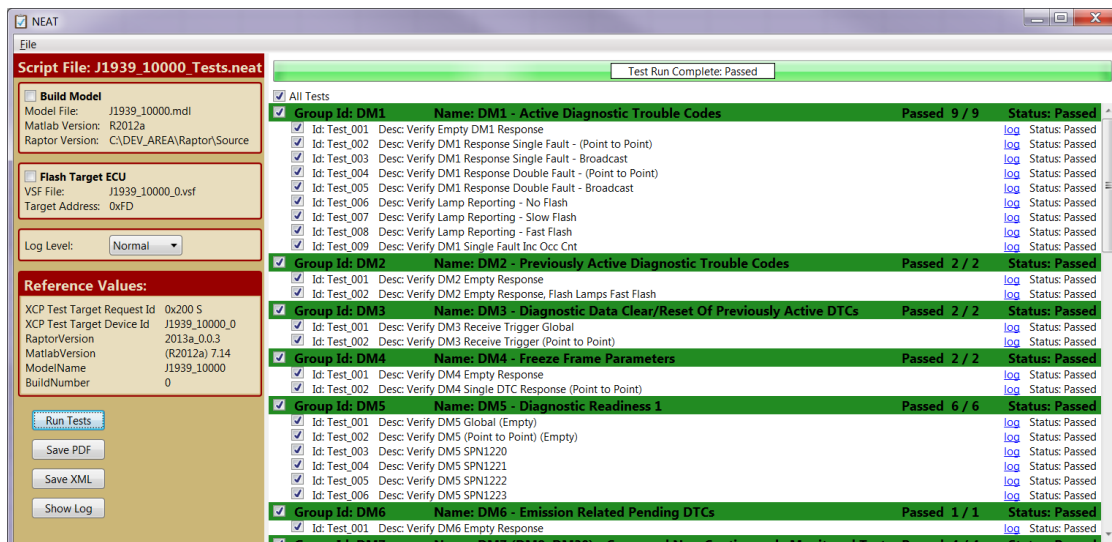 NEAT
File
Script File: J1939_10000_Tests.neat
Build Model
Model File: J1939_10000.mdl
Matlab Version: R2012a
Raptor Version: C:\DEV_AREA\Raptor\Source
Flash Target ECU
VSF File: J1939_10000_0.vsf
Target Address: 0xFD
Log Level: Normal
Reference Values:
XCP Test Target Request Id 0x200 S
XCP Test Target Device Id J1939_10000_0
RaptorVersion 2013a_0.0.3
MatlabVersion (R2012a) 7.14
ModelName J1939_10000
BuildNumber 0
Run Tests
Save PDF
Save XML
Show Log
Test Run Complete: Passed
All Tests
Group Id: DM1 Name: DM1 - Active Diagnostic Trouble Codes Passed 9 / 9 Status: Passed
Id: Test_001 Desc: Verify Empty DM1 Response log Status: Passed
Id: Test_002 Desc: Verify DM1 Response Single Fault - (Point to Point) log Status: Passed
Id: Test_003 Desc: Verify DM1 Response Single Fault - Broadcast log Status: Passed
Id: Test_004 Desc: Verify DM1 Response Double Fault - (Point to Point) log Status: Passed
Id: Test_005 Desc: Verify DM1 Response Double Fault - Broadcast log Status: Passed
Id: Test_006 Desc: Verify Lamp Reporting - No Flash log Status: Passed
Id: Test_007 Desc: Verify Lamp Reporting - Slow Flash log Status: Passed
Id: Test_008 Desc: Verify Lamp Reporting - Fast Flash log Status: Passed
Id: Test_009 Desc: Verify DM1 Single Fault Inc Occ Cnt log Status: Passed
Group Id: DM2 Name: DM2 - Previously Active Diagnostic Trouble Codes Passed 2 / 2 Status: Passed
Id: Test_001 Desc: Verify DM2 Empty Response log Status: Passed
Id: Test_002 Desc: Verify DM2 Empty Response, Flash Lamps Fast Flash log Status: Passed
Group Id: DM3 Name: DM3 - Diagnostic Data Clear/Reset Of Previously Active DTCs Passed 2 / 2 Status: Passed
Id: Test_001 Desc: Verify DM3 Receive Trigger Global log Status: Passed
Id: Test_002 Desc: Verify DM3 Receive Trigger (Point to Point) log Status: Passed
Group Id: DM4 Name: DM4 - Freeze Frame Parameters Passed 2 / 2 Status: Passed
Id: Test_001 Desc: Verify DM4 Empty Response log Status: Passed
Id: Test_002 Desc: Verify DM4 Single DTC Response (Point to Point) log Status: Passed
Group Id: DM5 Name: DM5 - Diagnostic Readiness 1 Passed 6 / 6 Status: Passed
Id: Test_001 Desc: Verify DM5 Global (Empty) log Status: Passed
Id: Test_002 Desc: Verify DM5 (Point to Point) (Empty) log Status: Passed
Id: Test_003 Desc: Verify DM5 SPN1220 log Status: Passed
Id: Test_004 Desc: Verify DM5 SPN1221 log Status: Passed
Id: Test_005 Desc: Verify DM5 SPN1222 log Status: Passed
Id: Test_006 Desc: Verify DM5 SPN1223 log Status: Passed
Group Id: DM6 Name: DM6 - Emission Related Pending DTCs Passed 1 / 1 Status: Passed
Id: Test_001 Desc: Verify DM6 Empty Response log Status: Passed